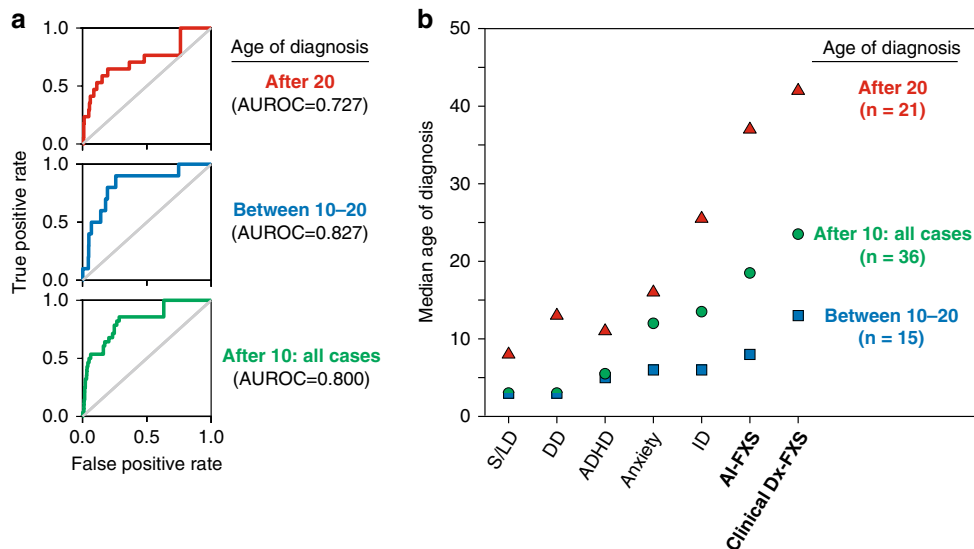 a
1.0
0.5
0.0
1.0
0.5
0.0
1.0
0.5
0.0
0.0 0.5 1.0
True positive rate
False positive rate
Age of diagnosis
After 20
(AUROC=0.727)
Between 10–20
(AUROC=0.827)
After 10: all cases
(AUROC=0.800)
b
50
40
30
20
10
0
Median age of diagnosis
S/LD
DD
ADHD
Anxiety
ID
AI-FXS
Clinical Dx-FXS
Age of diagnosis
After 20
(n = 21)
After 10: all cases
(n = 36)
Between 10–20
(n = 15)